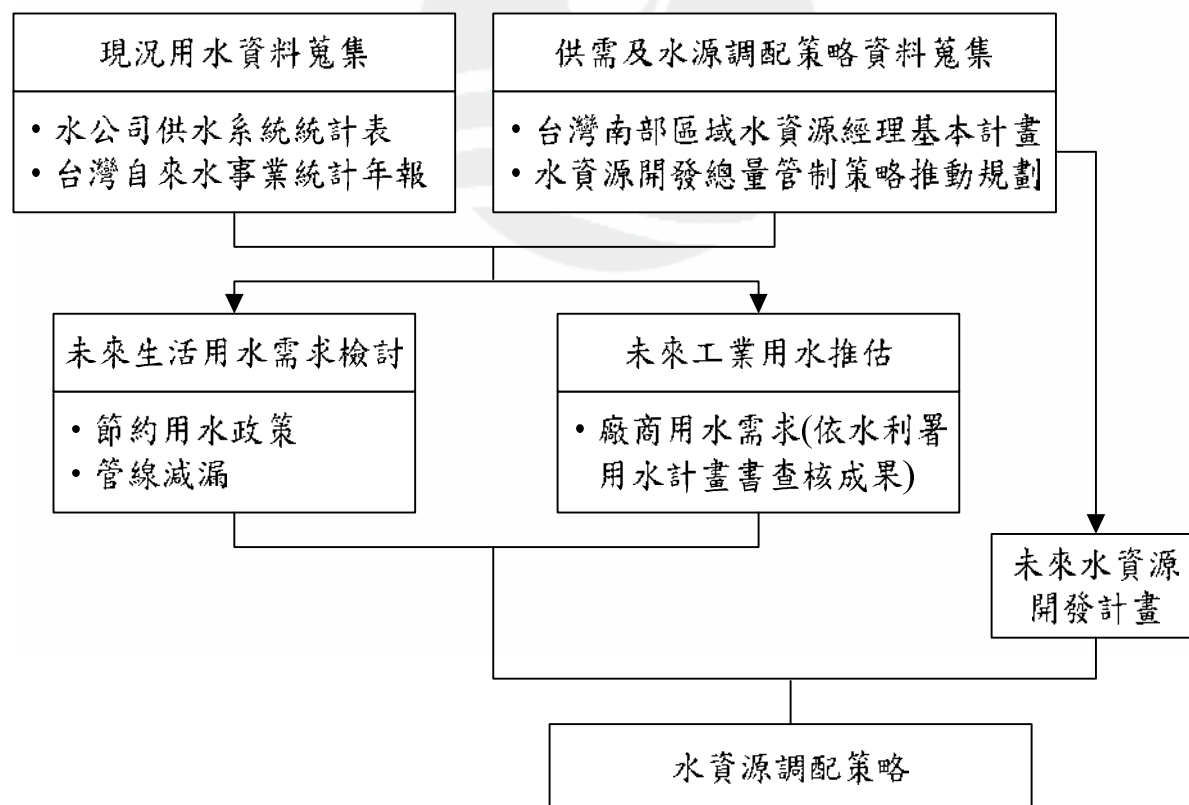 現況用水資料蒐集
• 水公司供水系統統計表
• 台灣自來水事業統計年報
供需及水源調配策略資料蒐集
• 台灣南部區域水資源經理基本計畫
• 水資源開發總量管制策略推動規劃
未來生活用水需求檢討
• 節約用水政策
• 管線減漏
未來工業用水推估
• 廠商用水需求(依水利署
用水計畫書查核成果)
未來水資源
開發計畫
水資源調配策略